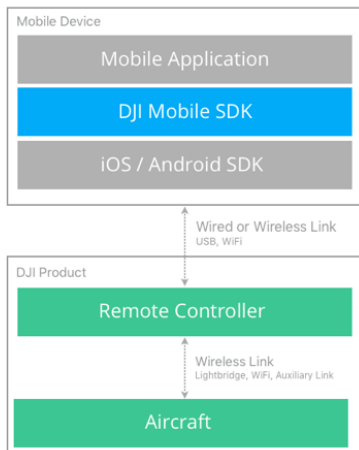 Mobile Device
Mobile Application
DJI Mobile SDK
iOS / Android SDK
Wired or Wireless Link
USB, WiFi
DJI Product
Remote Controller
Wireless Link
Lightbridge, WiFi, Auxiliary Link
Aircraft